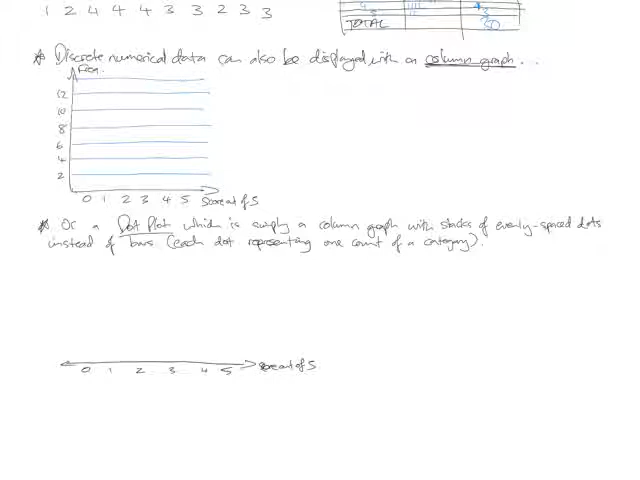 1 2 4 4 4 3 3 2 3 3
TOTAL
* Discrete numerical data can also be displayed with a column graph...
Freq.
12
10
8
6
4
2
0 1 2 3 4 5 Score out of 5
* Or a Dot Plot which is simply a column graph with stacks of evenly-spaced dots
instead of bars (each dot representing one count of a category).
0 1 2 3 4 5 Score out of 5